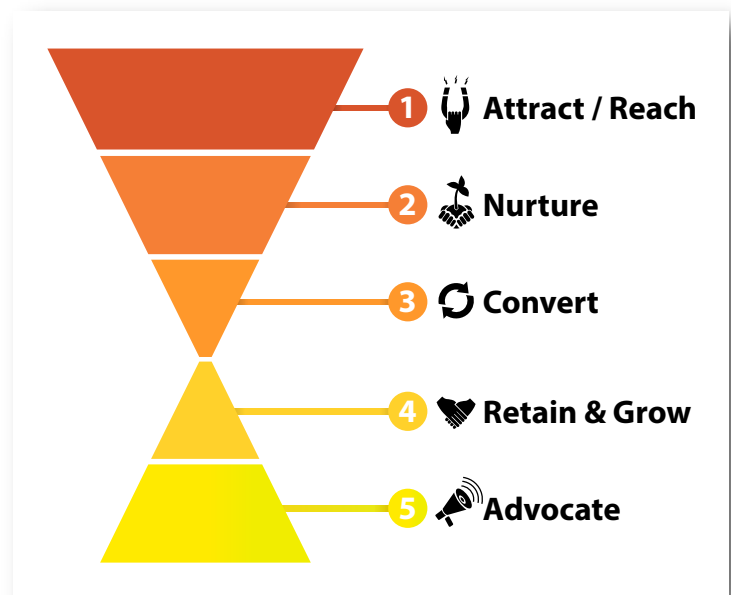 1 Attract / Reach
2 Nurture
3 Convert
4 Retain & Grow
5 Advocate